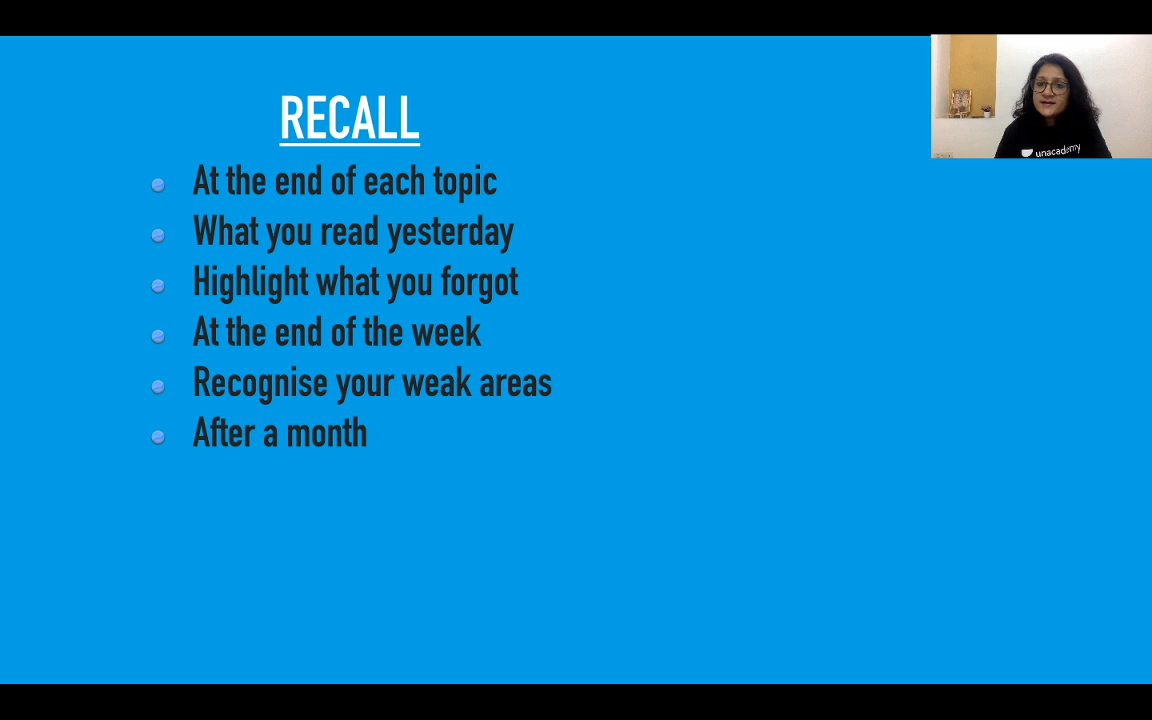 RECALL
At the end of each topic
What you read yesterday
Highlight what you forgot
At the end of the week
Recognise your weak areas
After a month
unacademy